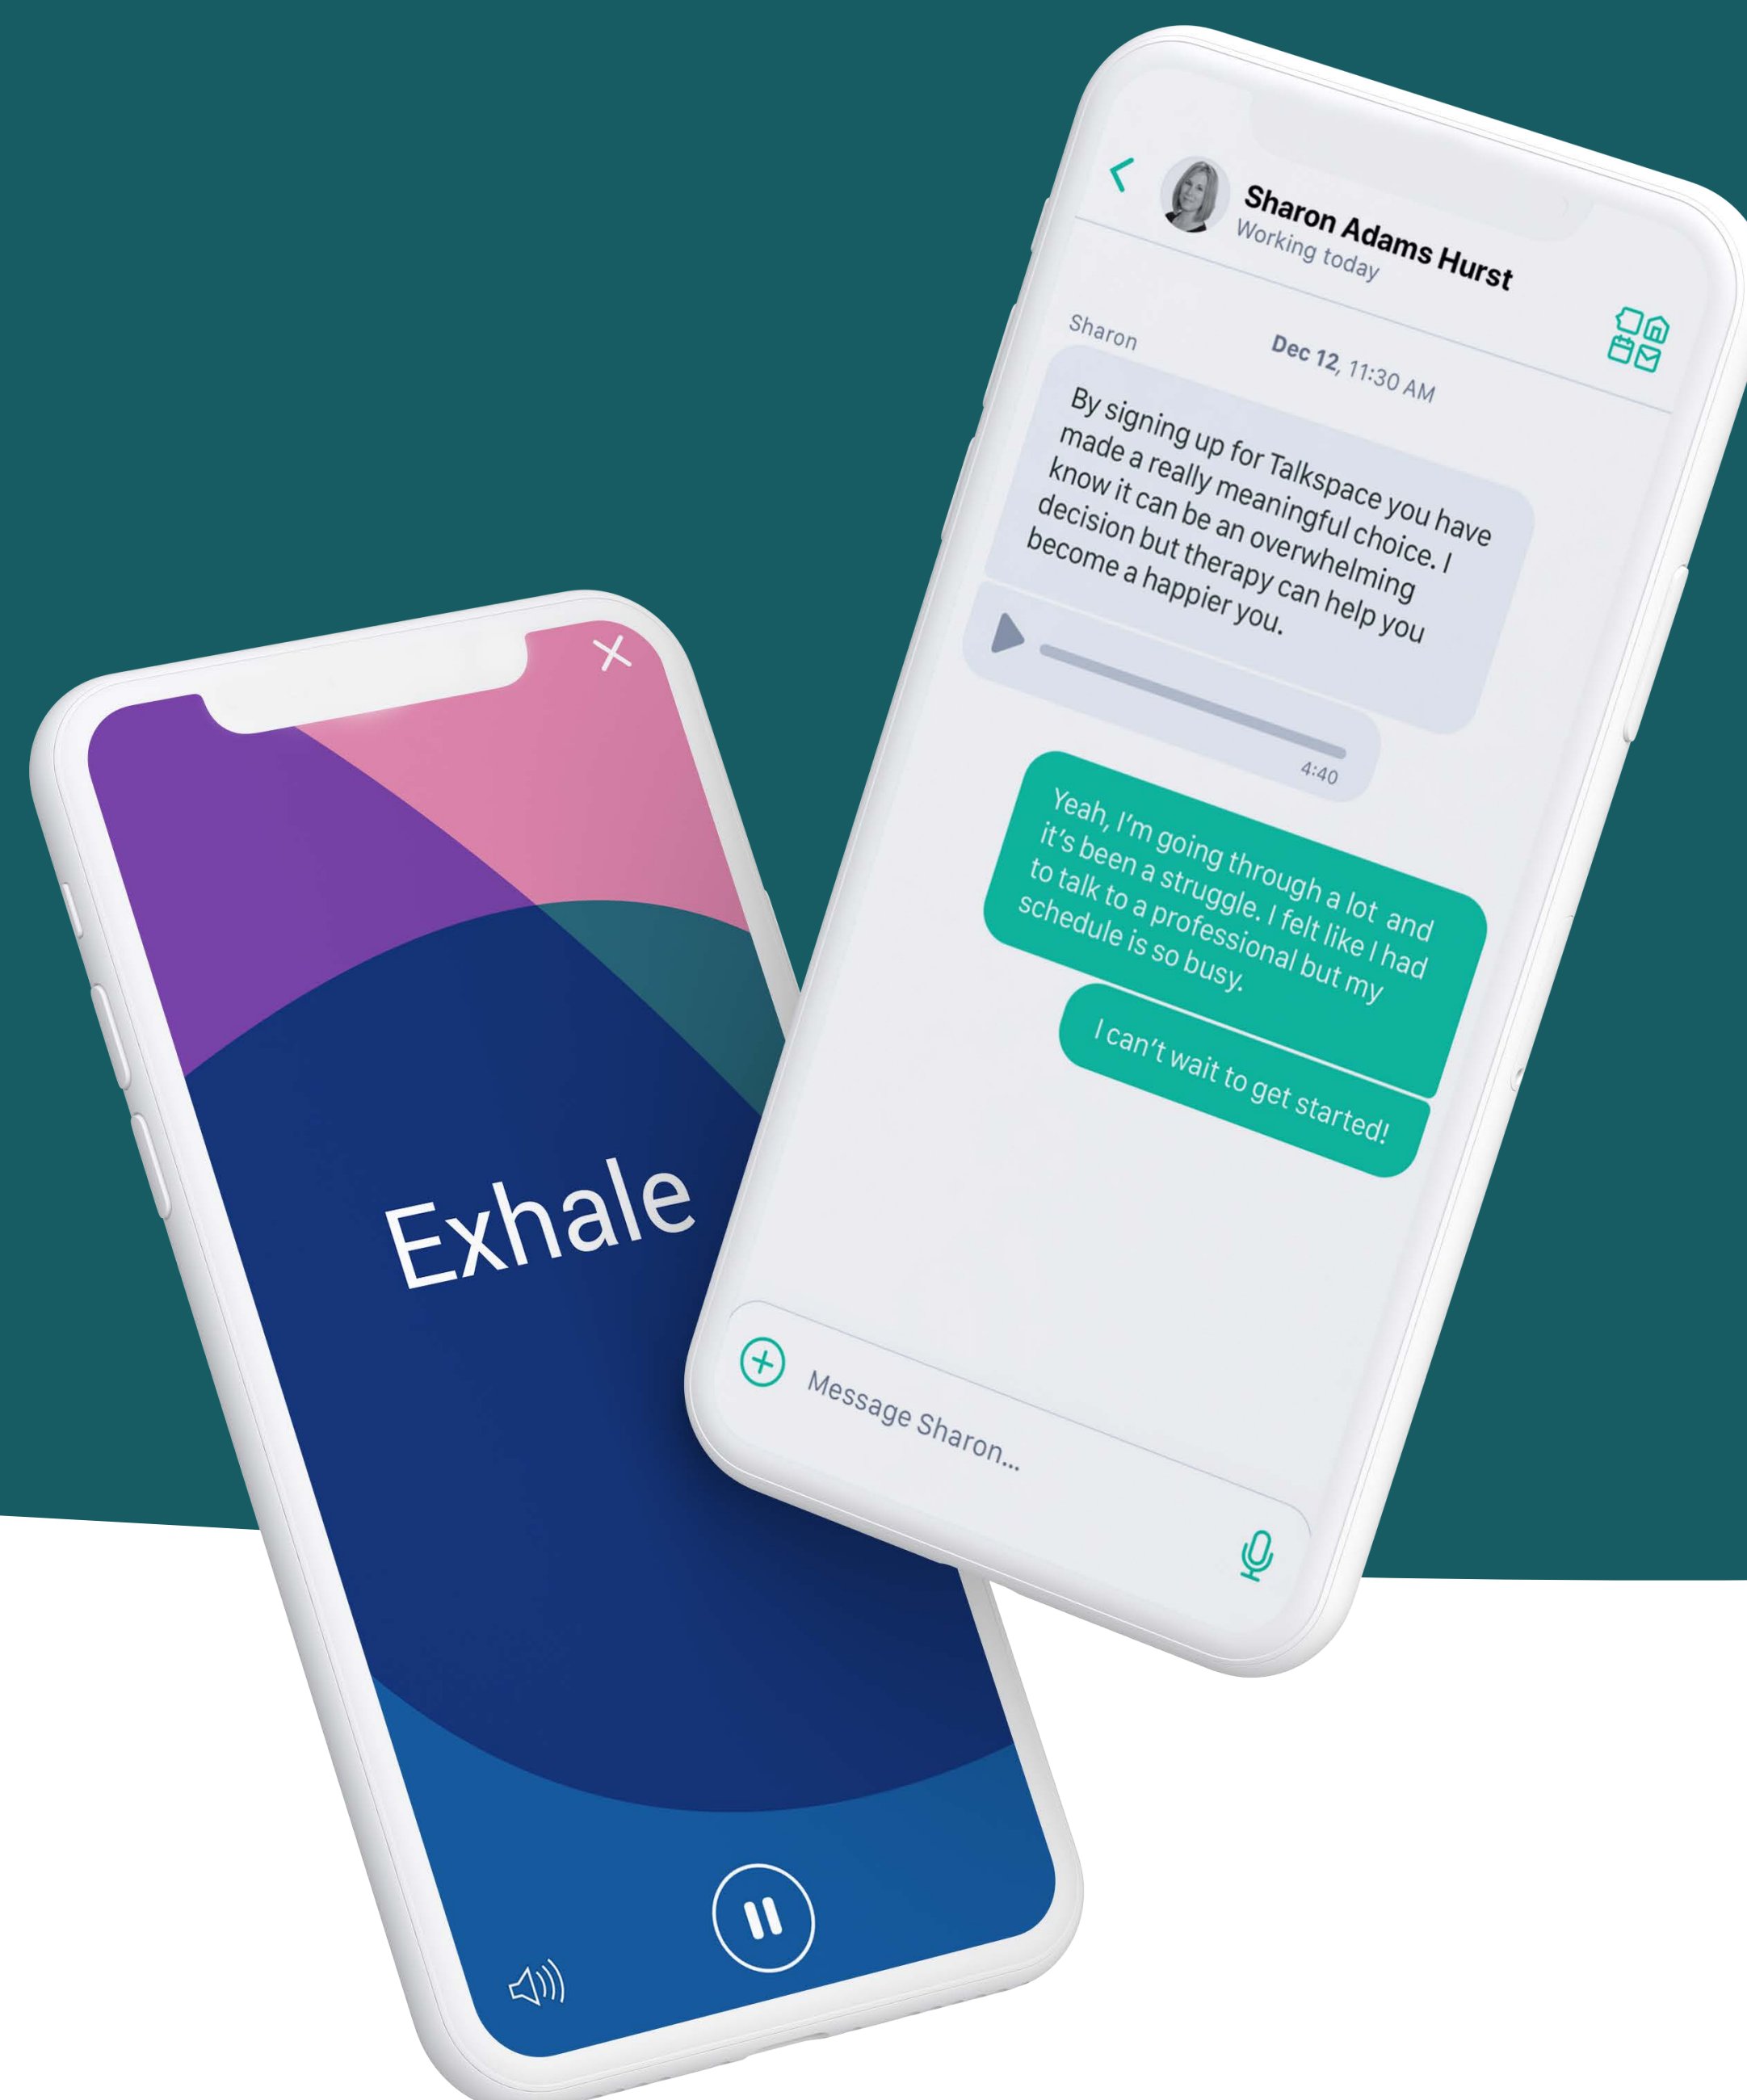 Sharon Adams Hurst
Working today
Dec 12, 11:30 AM
Sharon
By signing up for Talkspace you have
made a really meaningful choice. I
know it can be an overwhelming
decision but therapy can help you
become a happier you.
4:40
Yeah, I'm going through a lot and
it's been a struggle. I felt like I had
to talk to a professional but my
schedule is so busy.
I can't wait to get started!
Message Sharon...
Exhale